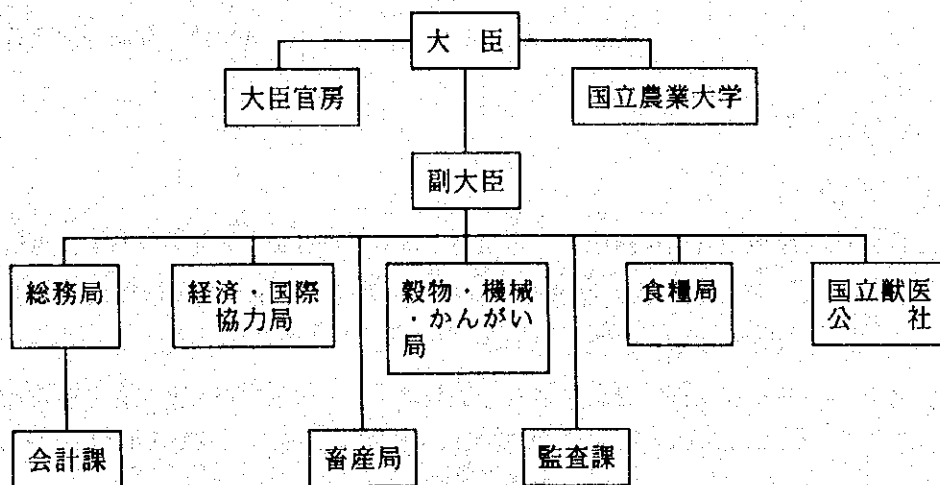 大臣
大臣官房
国立農業大学
副大臣
総務局
経済・国際
協力局
穀物・機械
・かんがい
局
食糧局
国立獣医
公社
会計課
畜産局
監査課